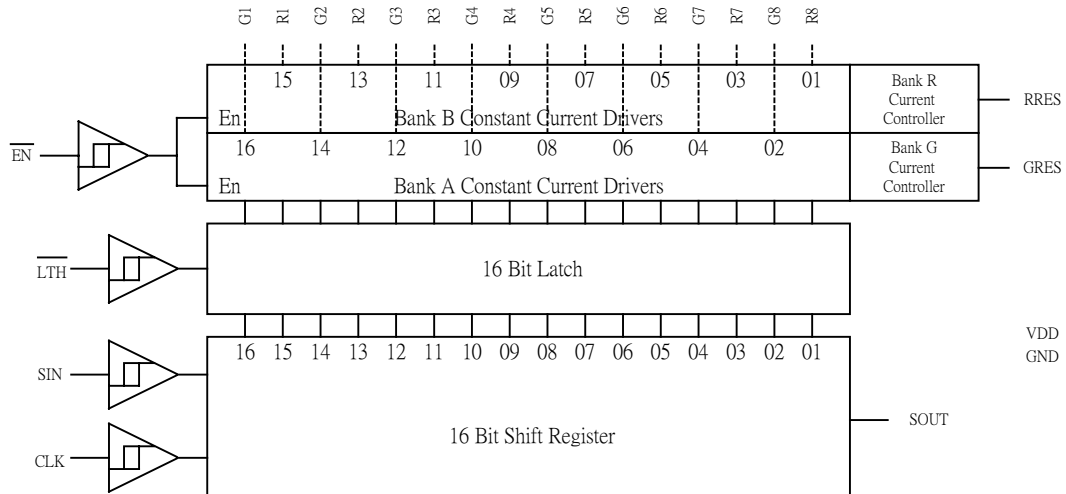 G1 R1 G2 R2 G3 R3 G4 R4 G5 R5 G6 R6 G7 R7 G8 R8
15 13 11 09 07 05 03 01
Bank R
Current
Controller
RRES
En Bank B Constant Current Drivers
EN
16 14 12 10 08 06 04 02
Bank G
Current
Controller
GRES
En Bank A Constant Current Drivers
LTH
16 Bit Latch
VDD
GND
16 15 14 13 12 11 10 09 08 07 06 05 04 03 02 01
SIN
SOUT
16 Bit Shift Register
CLK